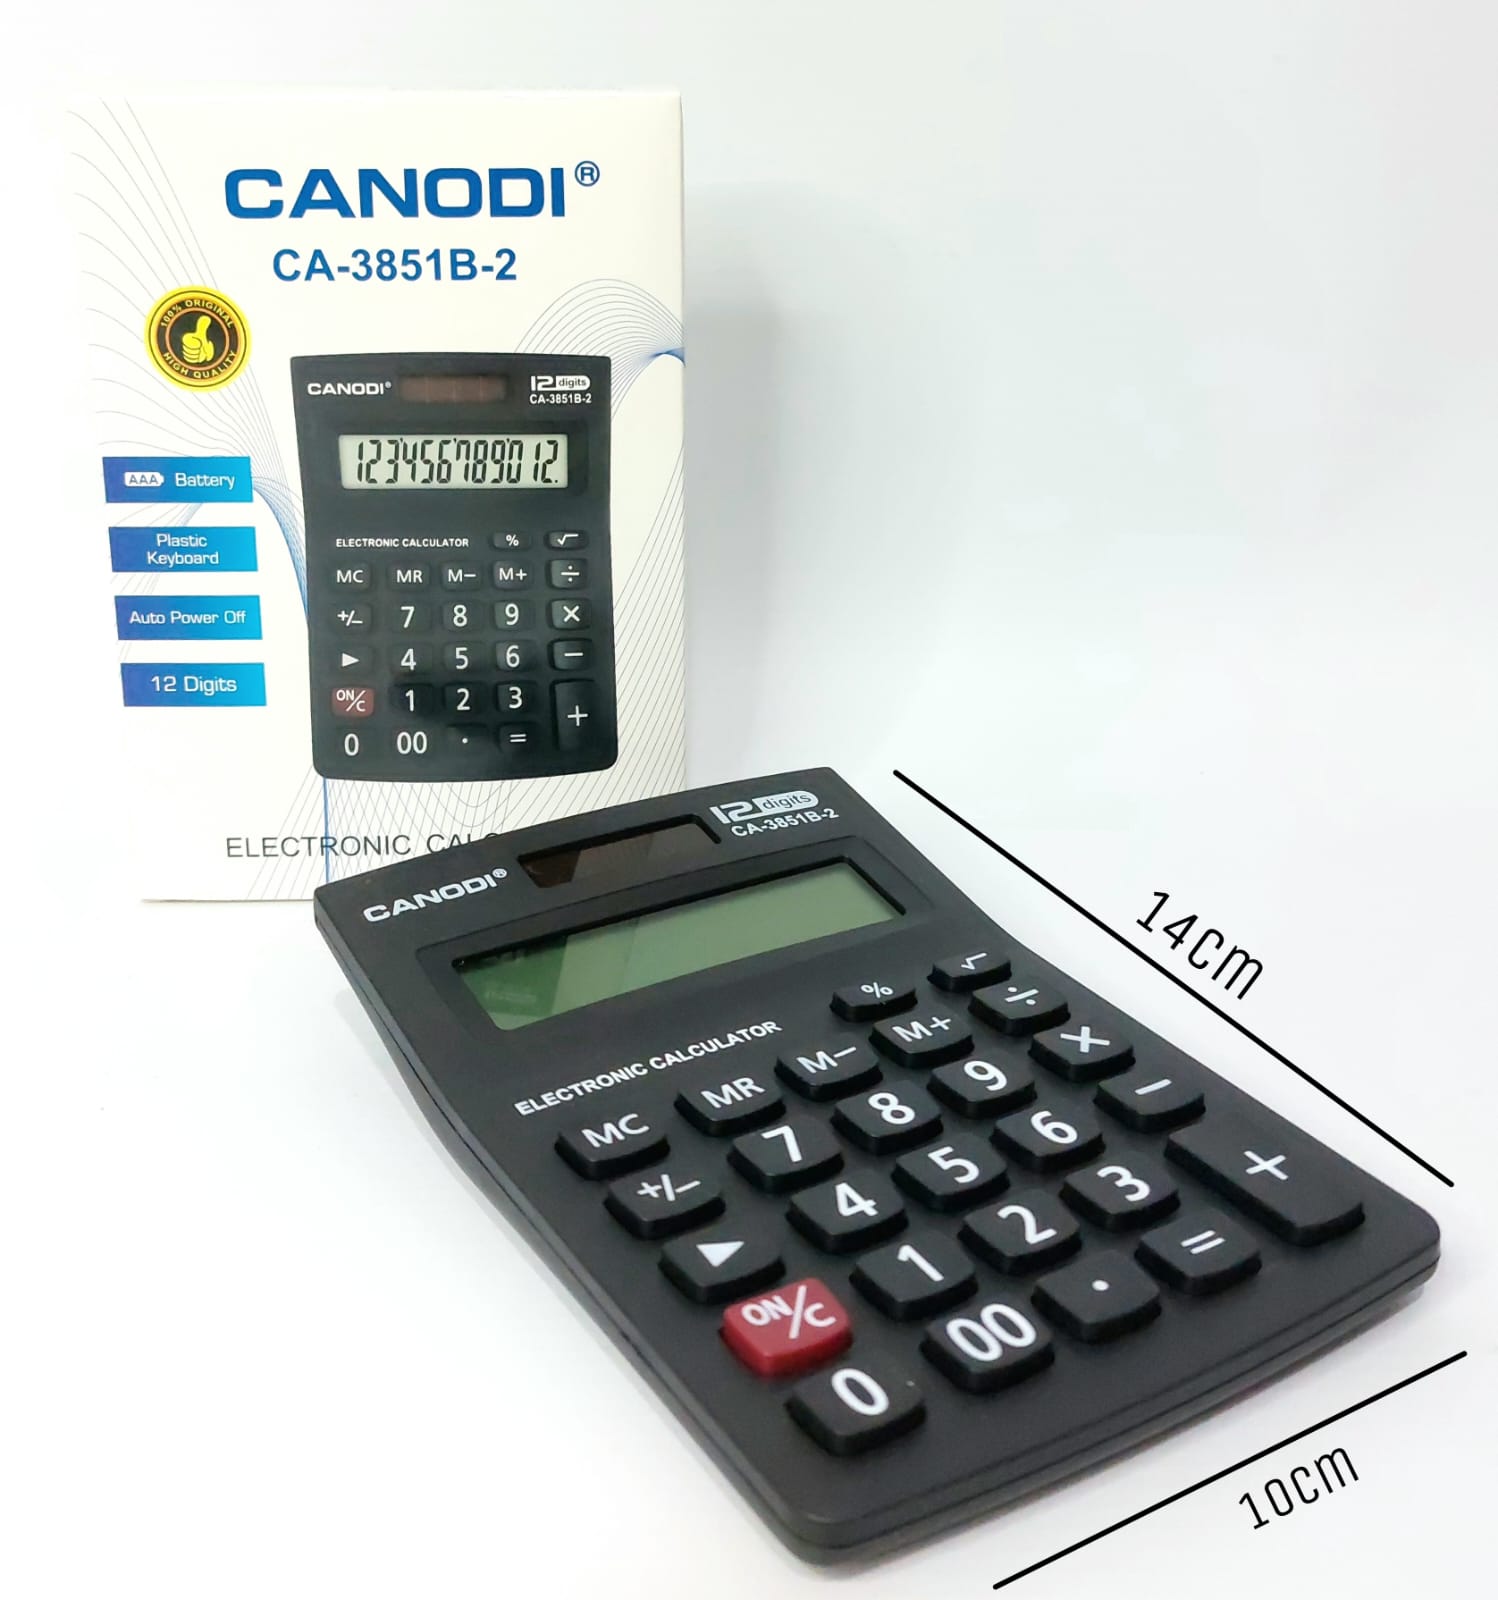 CANODI®
CA-3851B-2
100% ORIGINAL
HIGH QUALITY
CANODI®
12 digits
CA-3851B-2
123456789012.
AAA Battery
Plastic
Keyboard
Auto Power Off
12 Digits
ELECTRONIC CALCULATOR % √
MC MR M− M+ ÷
+/− 7 8 9 ×
▶ 4 5 6 −
ON/C 1 2 3 +
0 00 . =
ELECTRONIC
12 digits
CA-3851B-2
CANODI®
ELECTRONIC CALCULATOR % √
MC MR M− M+ ÷
+/− 7 8 9 ×
▶ 4 5 6 −
ON/C 1 2 3 +
0 00 . =
14cm
10cm